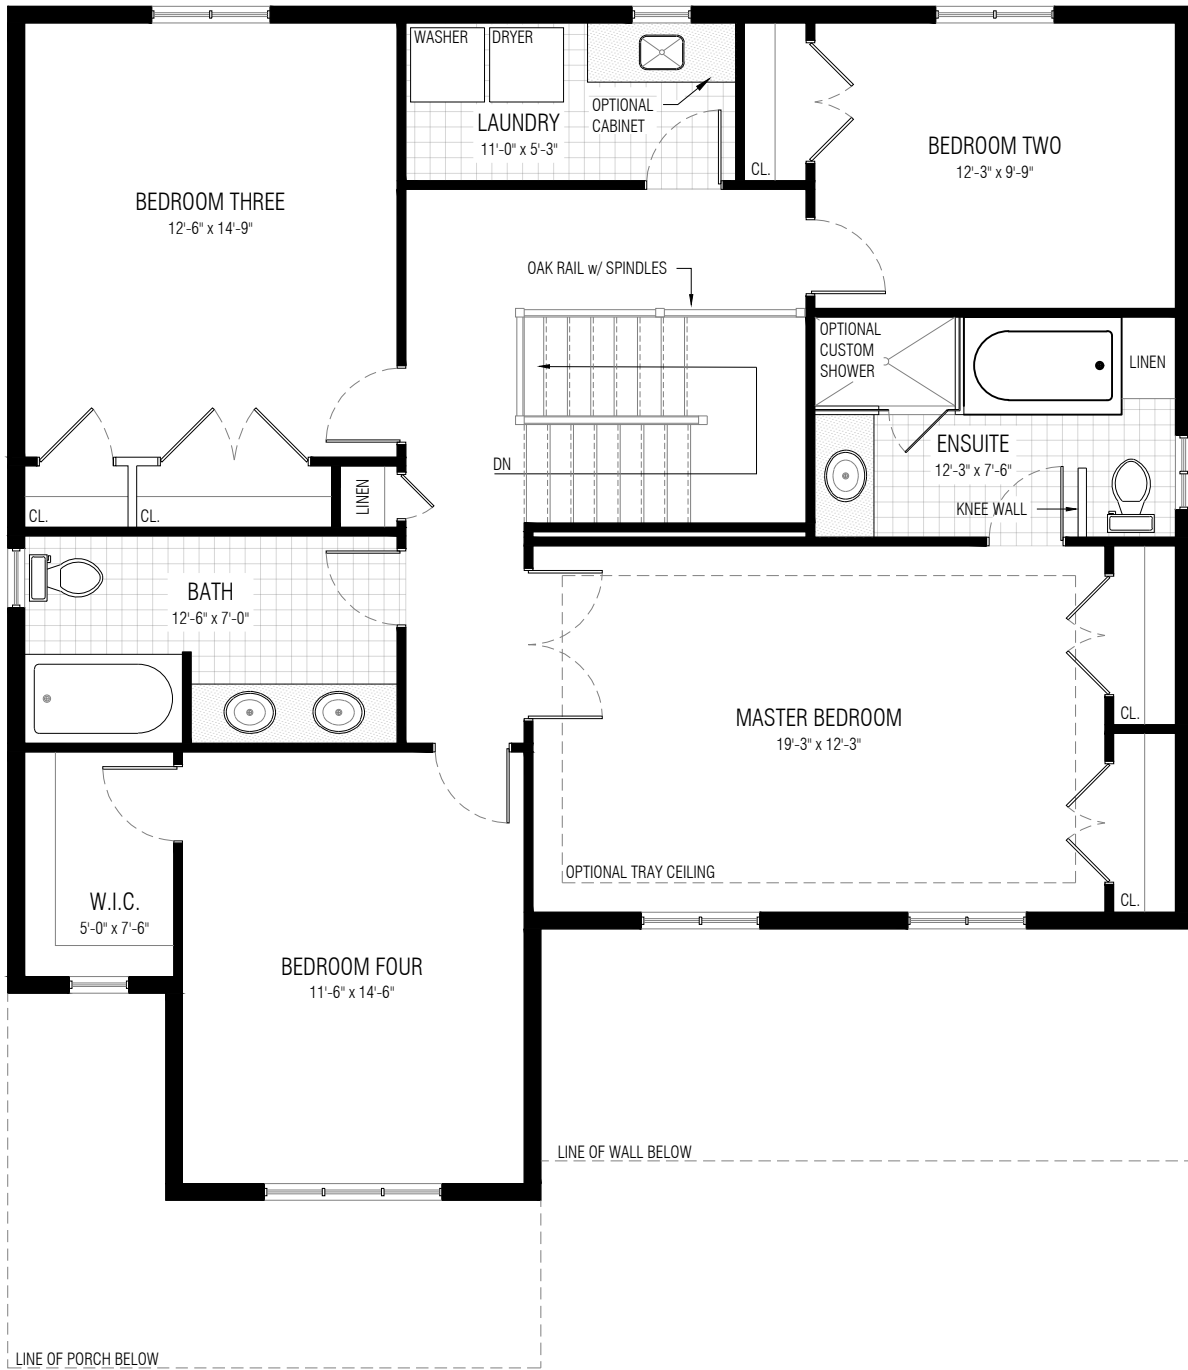 WASHER
DRYER
OPTIONAL
CABINET
LAUNDRY
11'-0" x 5'-3"
CL.
BEDROOM TWO
12'-3" x 9'-9"
BEDROOM THREE
12'-6" x 14'-9"
OAK RAIL w/ SPINDLES
OPTIONAL
CUSTOM
SHOWER
LINEN
ENSUITE
12'-3" x 7'-6"
KNEE WALL
DN
LINEN
CL.
CL.
BATH
12'-6" x 7'-0"
MASTER BEDROOM
19'-3" x 12'-3"
CL.
OPTIONAL TRAY CEILING
CL.
W.I.C.
5'-0" x 7'-6"
BEDROOM FOUR
11'-6" x 14'-6"
LINE OF WALL BELOW
LINE OF PORCH BELOW